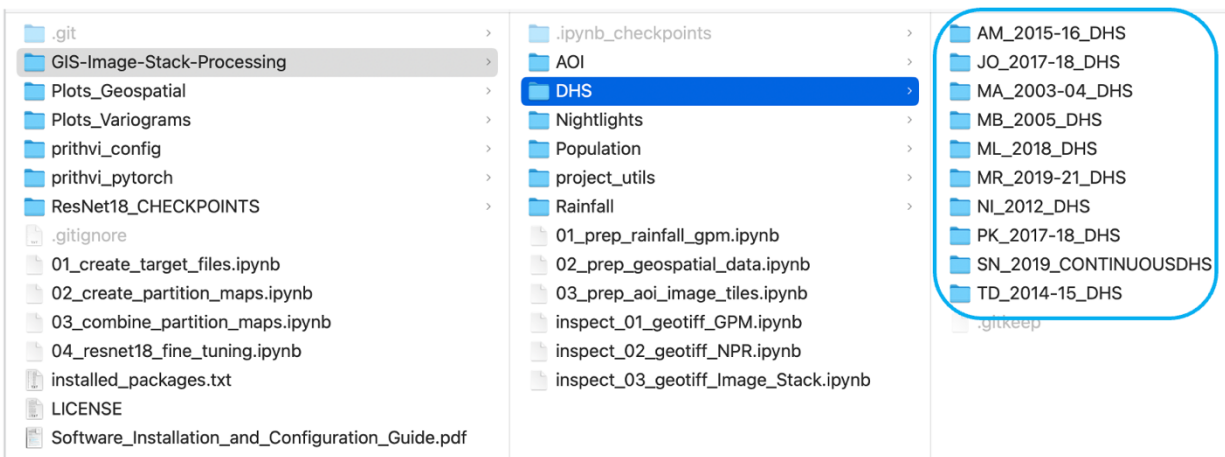 .git
GIS-Image-Stack-Processing
Plots_Geospatial
Plots_Variograms
prithvi_config
prithvi_pytorch
ResNet18_CHECKPOINTS
.gitignore
01_create_target_files.ipynb
02_create_partition_maps.ipynb
03_combine_partition_maps.ipynb
04_resnet18_fine_tuning.ipynb
installed_packages.txt
LICENSE
Software_Installation_and_Configuration_Guide.pdf
.ipynb_checkpoints
AOI
DHS
Nightlights
Population
project_utils
Rainfall
01_prep_rainfall_gpm.ipynb
02_prep_geospatial_data.ipynb
03_prep_aoi_image_tiles.ipynb
inspect_01_geotiff_GPM.ipynb
inspect_02_geotiff_NPR.ipynb
inspect_03_geotiff_Image_Stack.ipynb
AM_2015-16_DHS
JO_2017-18_DHS
MA_2003-04_DHS
MB_2005_DHS
ML_2018_DHS
MR_2019-21_DHS
NI_2012_DHS
PK_2017-18_DHS
SN_2019_CONTINUOUSDHS
TD_2014-15_DHS
.gitkeep